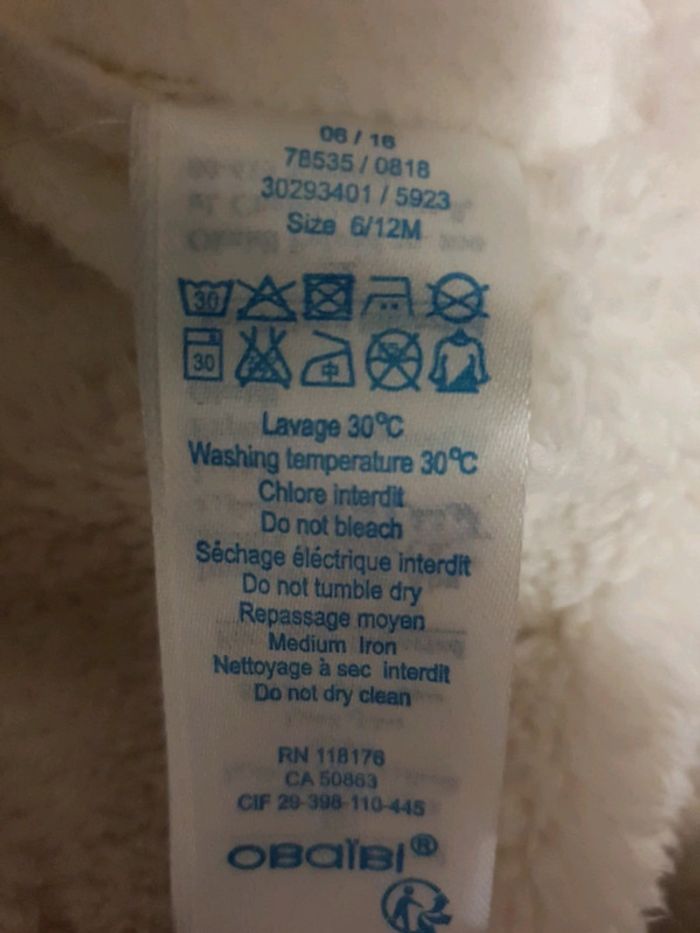 06 / 16
78535 / 0818
30293401 / 5923
Size 6/12M
30
30 中
Lavage 30°C
Washing temperature 30°C
Chlore interdit
Do not bleach
Séchage éléctrique interdit
Do not tumble dry
Repassage moyen
Medium Iron
Nettoyage à sec interdit
Do not dry clean
RN 118176
CA 50863
CIF 29-398-110-445
OBaïBI®